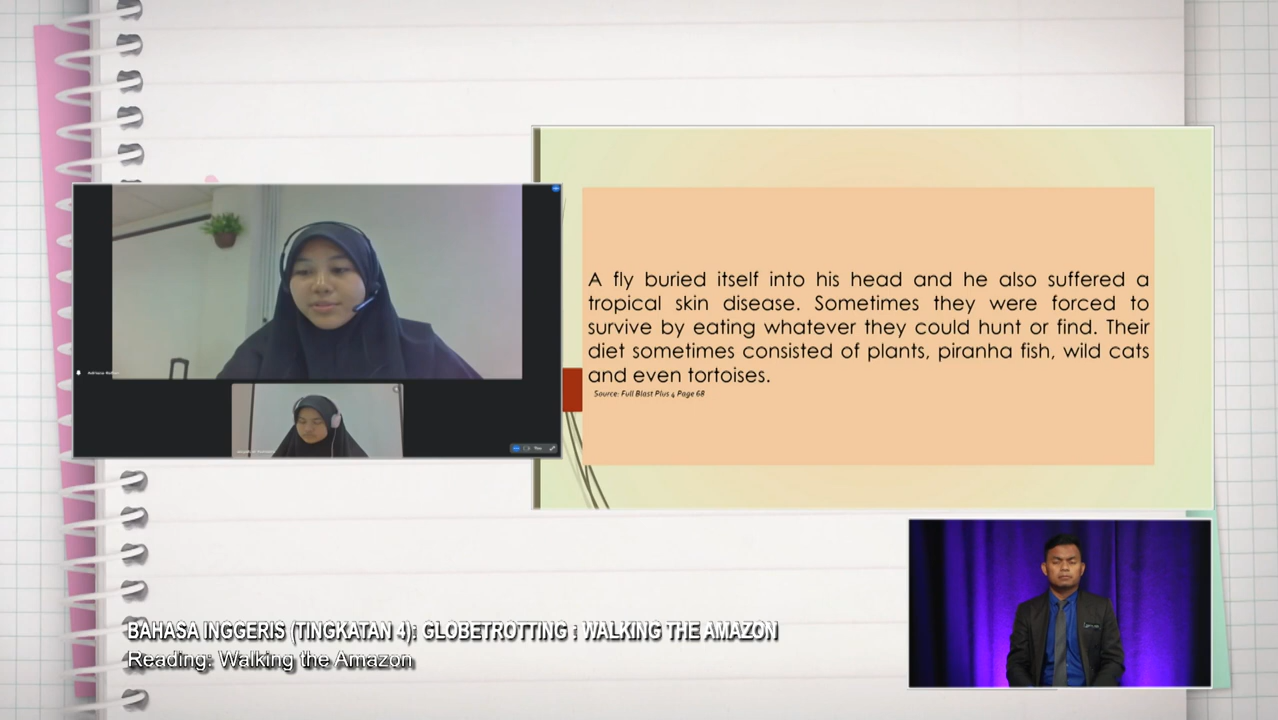 A fly buried itself into his head and he also suffered a
tropical skin disease. Sometimes they were forced to
survive by eating whatever they could hunt or find. Their
diet sometimes consisted of plants, piranha fish, wild cats
and even tortoises.
Source: Full Blast Plus 4 Page 68
BAHASA INGGERIS (TINGKATAN 4): GLOBETROTTING : WALKING THE AMAZON
Reading: Walking the Amazon